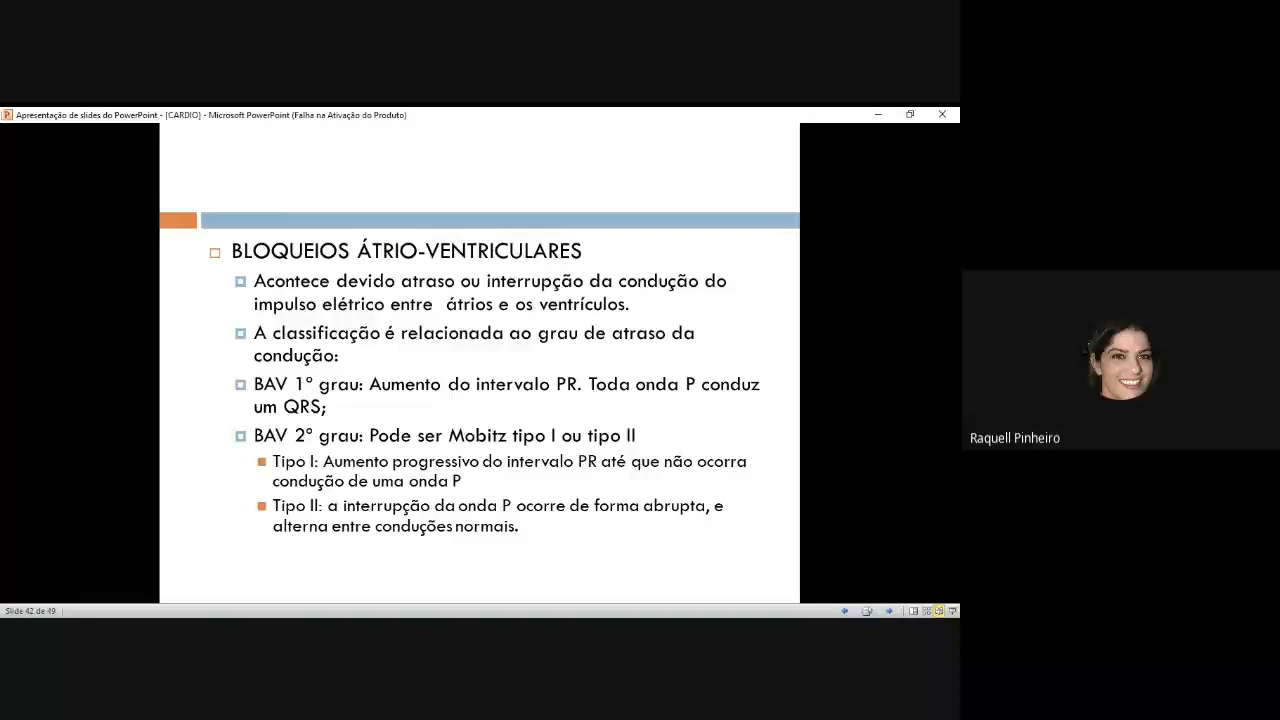 Apresentação de slides do PowerPoint - [CARDIO] - Microsoft PowerPoint (Falha na Ativação do Produto)
BLOQUEIOS ÁTRIO-VENTRICULARES
Acontece devido atraso ou interrupção da condução do
impulso elétrico entre átrios e os ventrículos.
A classificação é relacionada ao grau de atraso da
condução:
BAV 1º grau: Aumento do intervalo PR. Toda onda P conduz
um QRS;
BAV 2º grau: Pode ser Mobitz tipo I ou tipo II
Tipo I: Aumento progressivo do intervalo PR até que não ocorra
condução de uma onda P
Tipo II: a interrupção da onda P ocorre de forma abrupta, e
alterna entre conduções normais.
Raquell Pinheiro
Slide 42 de 49